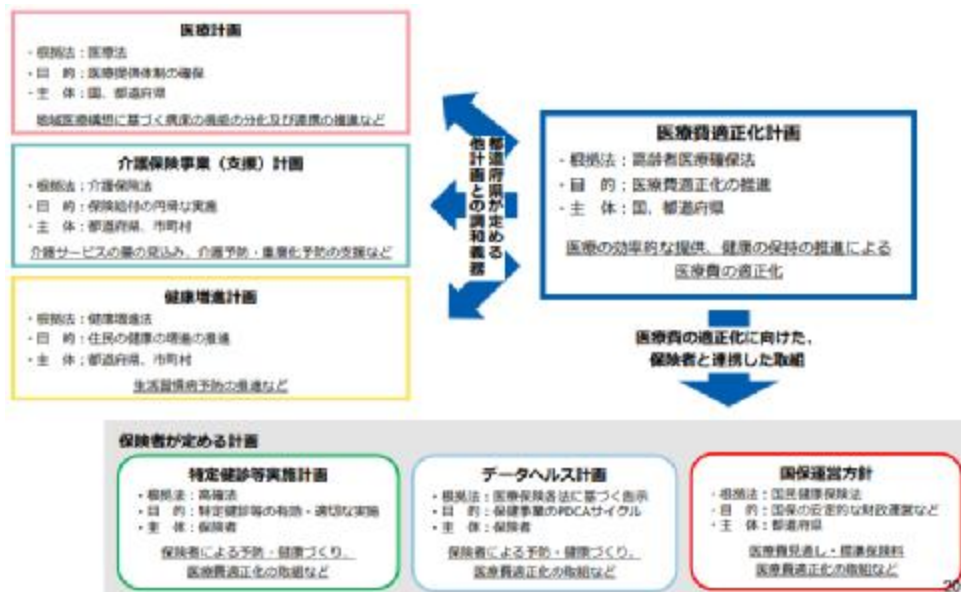 医療計画
・根拠法：医療法
・目　的：医療提供体制の確保
・主　体：国、都道府県
地域医療構想に基づく病床の機能の分化及び連携の推進など
介護保険事業（支援）計画
・根拠法：介護保険法
・目　的：保険給付の円滑な実施
・主　体：都道府県、市町村
介護サービスの量の見込み、介護予防・重度化予防の支援など
健康増進計画
・根拠法：健康増進法
・目　的：住民の健康の増進の推進
・主　体：都道府県、市町村
生活習慣病予防の推進など
都道府県が定める
他計画との調和義務
医療費適正化計画
・根拠法：高齢者医療確保法
・目　的：医療費適正化の推進
・主　体：国、都道府県
医療の効率的な提供、健康の保持の推進による
医療費の適正化
医療費の適正化に向けた、
保険者と連携した取組
保険者が定める計画
特定健診等実施計画
・根拠法：高確法
・目　的：特定健診等の有効・適切な実施
・主　体：保険者
保険者による予防・健康づくり、
医療費適正化の取組など
データヘルス計画
・根拠法：医療保険各法に基づく告示
・目　的：保健事業のPDCAサイクル
・主　体：保険者
保険者による予防・健康づくり、
医療費適正化の取組など
国保運営方針
・根拠法：国民健康保険法
・目　的：国保の安定的な財政運営など
・主　体：都道府県
医療費見通し・標準保険料
医療費適正化の取組など
20